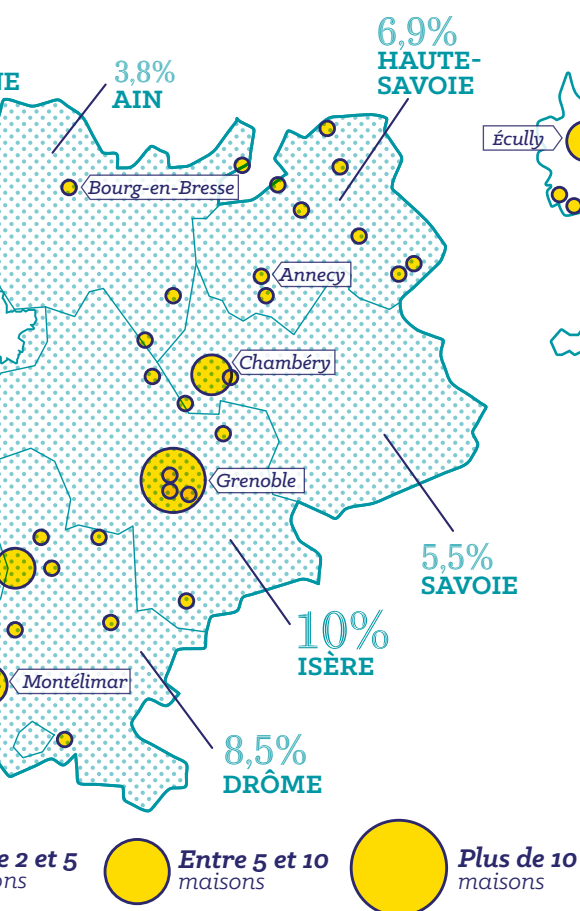 6,9%
HAUTE-
SAVOIE
NE
3,8%
AIN
Écully
Bourg-en-Bresse
Annecy
Chambéry
Grenoble
5,5%
SAVOIE
10%
ISÈRE
Montélimar
8,5%
DRÔME
e 2 et 5
ons
Entre 5 et 10
maisons
Plus de 10
maisons